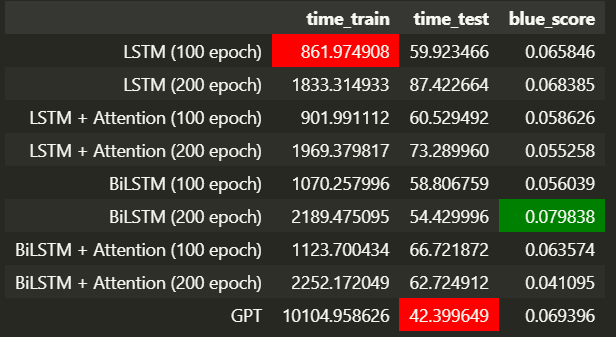 time_train time_test blue_score
LSTM (100 epoch) 861.974908 59.923466 0.065846
LSTM (200 epoch) 1833.314933 87.422664 0.068385
LSTM + Attention (100 epoch) 901.991112 60.529492 0.058626
LSTM + Attention (200 epoch) 1969.379817 73.289960 0.055258
BiLSTM (100 epoch) 1070.257996 58.806759 0.056039
BiLSTM (200 epoch) 2189.475095 54.429996 0.079838
BiLSTM + Attention (100 epoch) 1123.700434 66.721872 0.063574
BiLSTM + Attention (200 epoch) 2252.172049 62.724912 0.041095
GPT 10104.958626 42.399649 0.069396